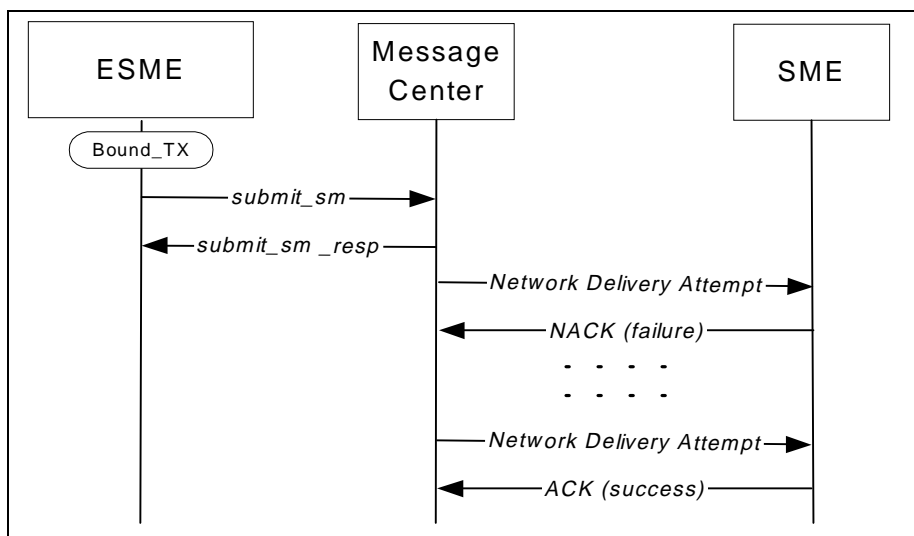 ESME
Message
Center
SME
Bound_TX
submit_sm
submit_sm _resp
Network Delivery Attempt
NACK (failure)
- - - -
- - - -
Network Delivery Attempt
ACK (success)